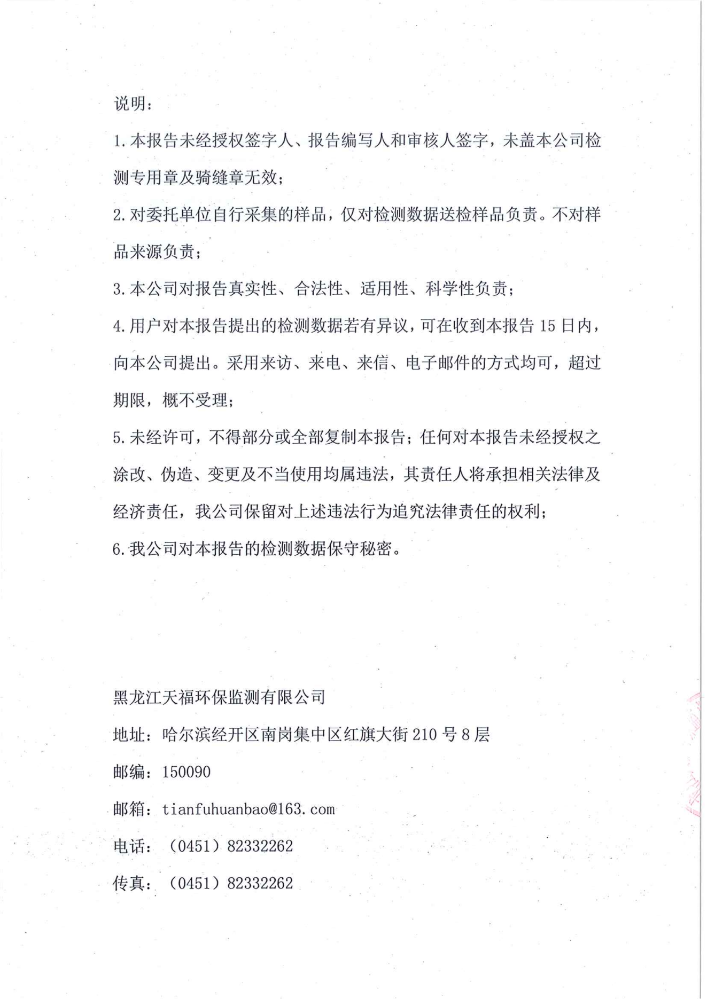 说明：
1.本报告未经授权签字人、报告编写人和审核人签字，未盖本公司检
测专用章及骑缝章无效；
2.对委托单位自行采集的样品，仅对检测数据送检样品负责。不对样
品来源负责；
3.本公司对报告真实性、合法性、适用性、科学性负责；
4.用户对本报告提出的检测数据若有异议，可在收到本报告 15 日内，
向本公司提出。采用来访、来电、来信、电子邮件的方式均可，超过
期限，概不受理；
5.未经许可，不得部分或全部复制本报告；任何对本报告未经授权之
涂改、伪造、变更及不当使用均属违法，其责任人将承担相关法律及
经济责任，我公司保留对上述违法行为追究法律责任的权利；
6.我公司对本报告的检测数据保守秘密。
黑龙江天福环保监测有限公司
地址：哈尔滨经开区南岗集中区红旗大街 210 号 8 层
邮编：150090
邮箱：tianfuhuanbao@163.com
电话：（0451）82332262
传真：（0451）82332262